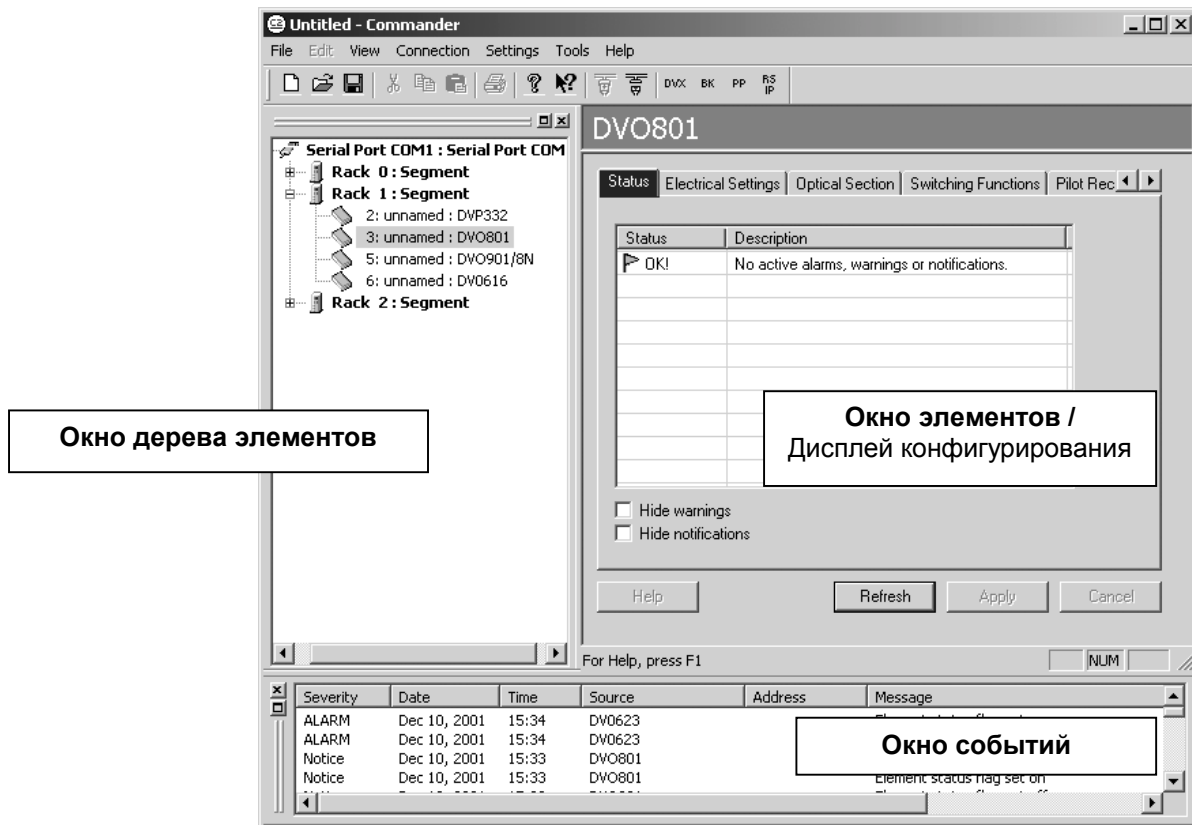 Untitled - Commander
File Edit View Connection Settings Tools Help
DVX BK PP RS IP
Serial Port COM1 : Serial Port COM
Rack 0 : Segment
Rack 1 : Segment
2: unnamed : DVP332
3: unnamed : DVO801
5: unnamed : DVO901/8N
6: unnamed : DV0616
Rack 2 : Segment
Окно дерева элементов
DVO801
Status Electrical Settings Optical Section Switching Functions Pilot Rec
Status Description
OK! No active alarms, warnings or notifications.
Окно элементов /
Дисплей конфигурирования
Hide warnings
Hide notifications
Help Refresh Apply Cancel
For Help, press F1 NUM
Severity Date Time Source Address Message
ALARM Dec 10, 2001 15:34 DV0623
ALARM Dec 10, 2001 15:34 DV0623
Notice Dec 10, 2001 15:33 DVO801
Notice Dec 10, 2001 15:33 DVO801 Element status flag set on
Окно событий